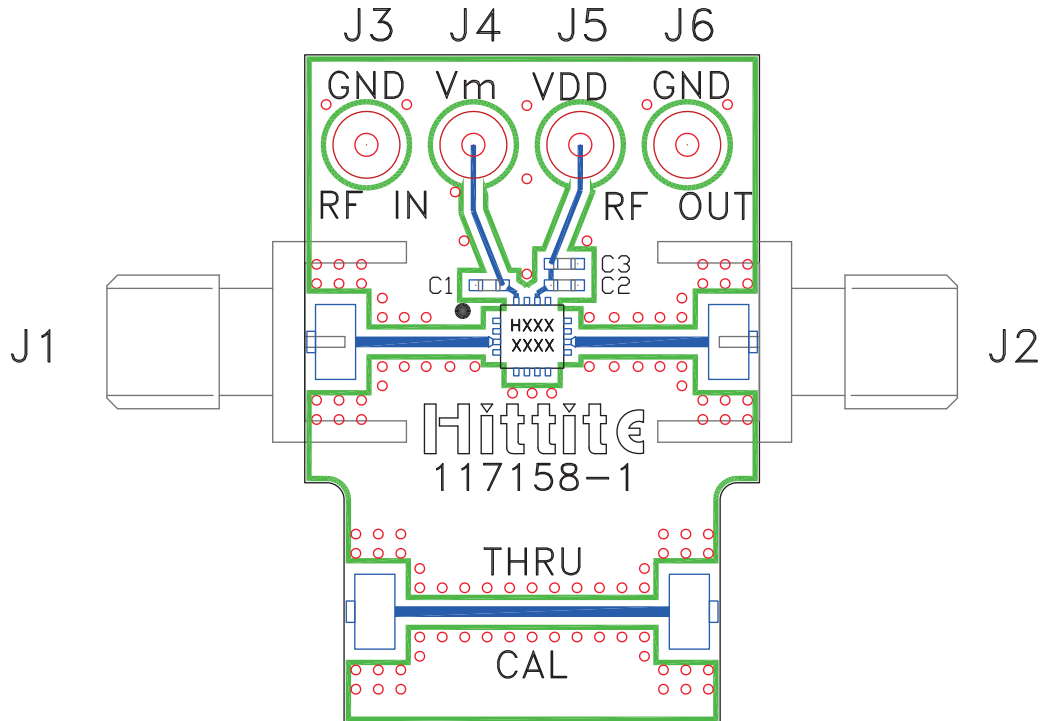 J3 J4 J5 J6
GND Vm VDD GND
RF IN RF OUT
C3
C1 C2
HXXX
J1 XXXX J2
Hittite
117158-1
THRU
CAL